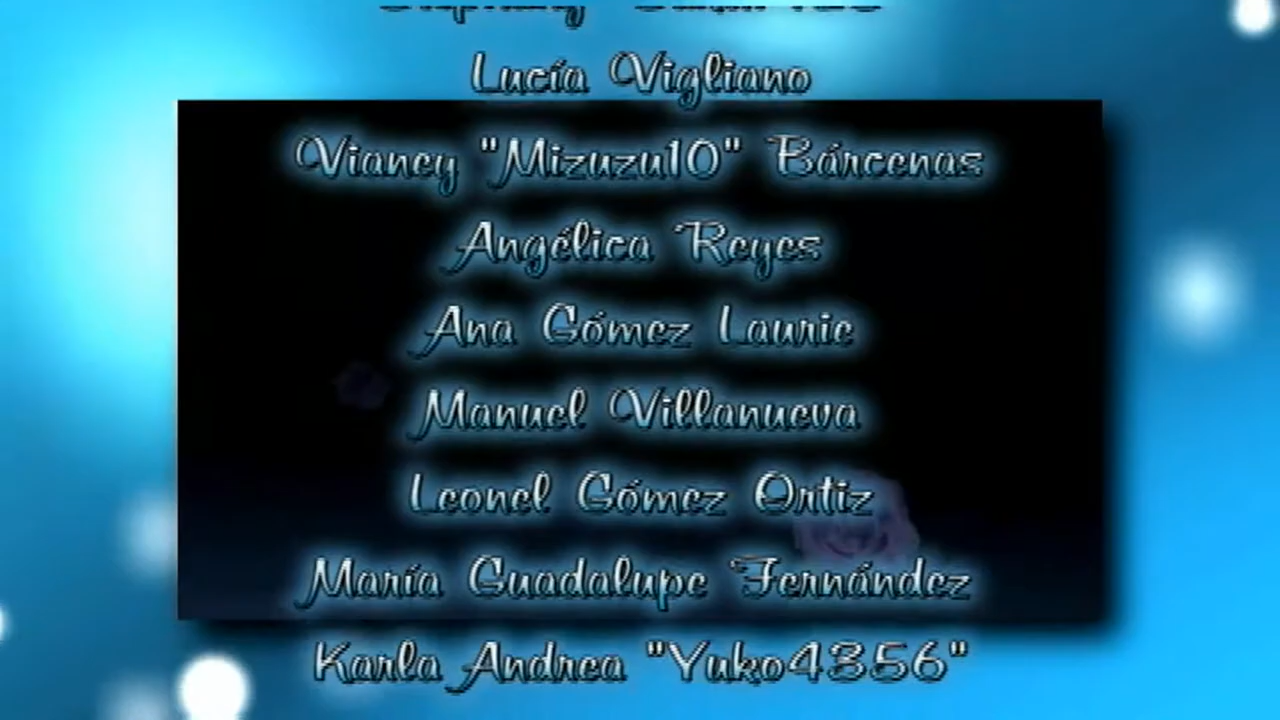 Lucía Vigliano
Vianey "Mizuzu10" Bárcenas
Angélica Reyes
Ana Gómez Laurie
Manuel Villanueva
Leonel Gómez Ortiz
María Guadalupe Fernández
Karla Andrea "Yuko4356"